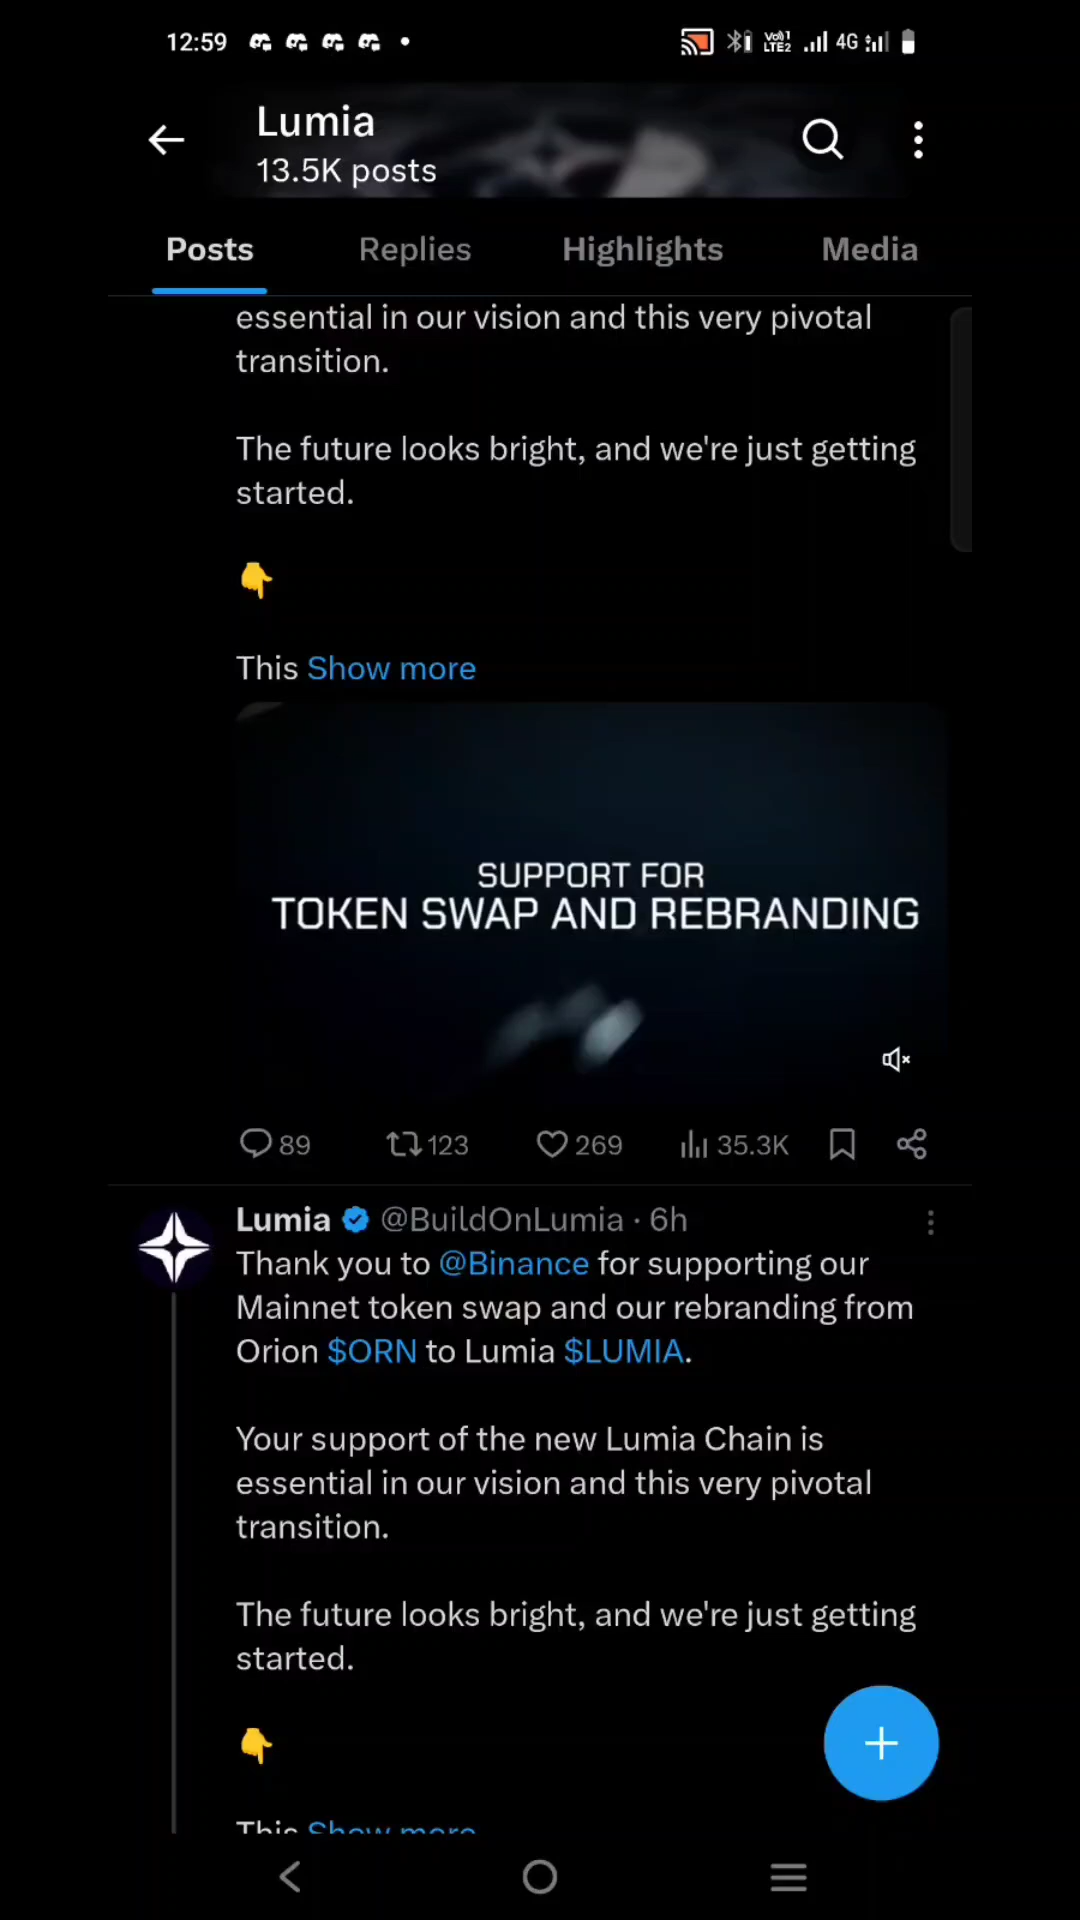 12:59
Vo)) 1
LTE2
4G
Lumia
13.5K posts
Posts
Replies
Highlights
Media
essential in our vision and this very pivotal
transition.
The future looks bright, and we're just getting
started.
👇
This Show more
SUPPORT FOR
TOKEN SWAP AND REBRANDING
89
123
269
35.3K
Lumia @BuildOnLumia · 6h
Thank you to @Binance for supporting our
Mainnet token swap and our rebranding from
Orion $ORN to Lumia $LUMIA.
Your support of the new Lumia Chain is
essential in our vision and this very pivotal
transition.
The future looks bright, and we're just getting
started.
👇
This Show more